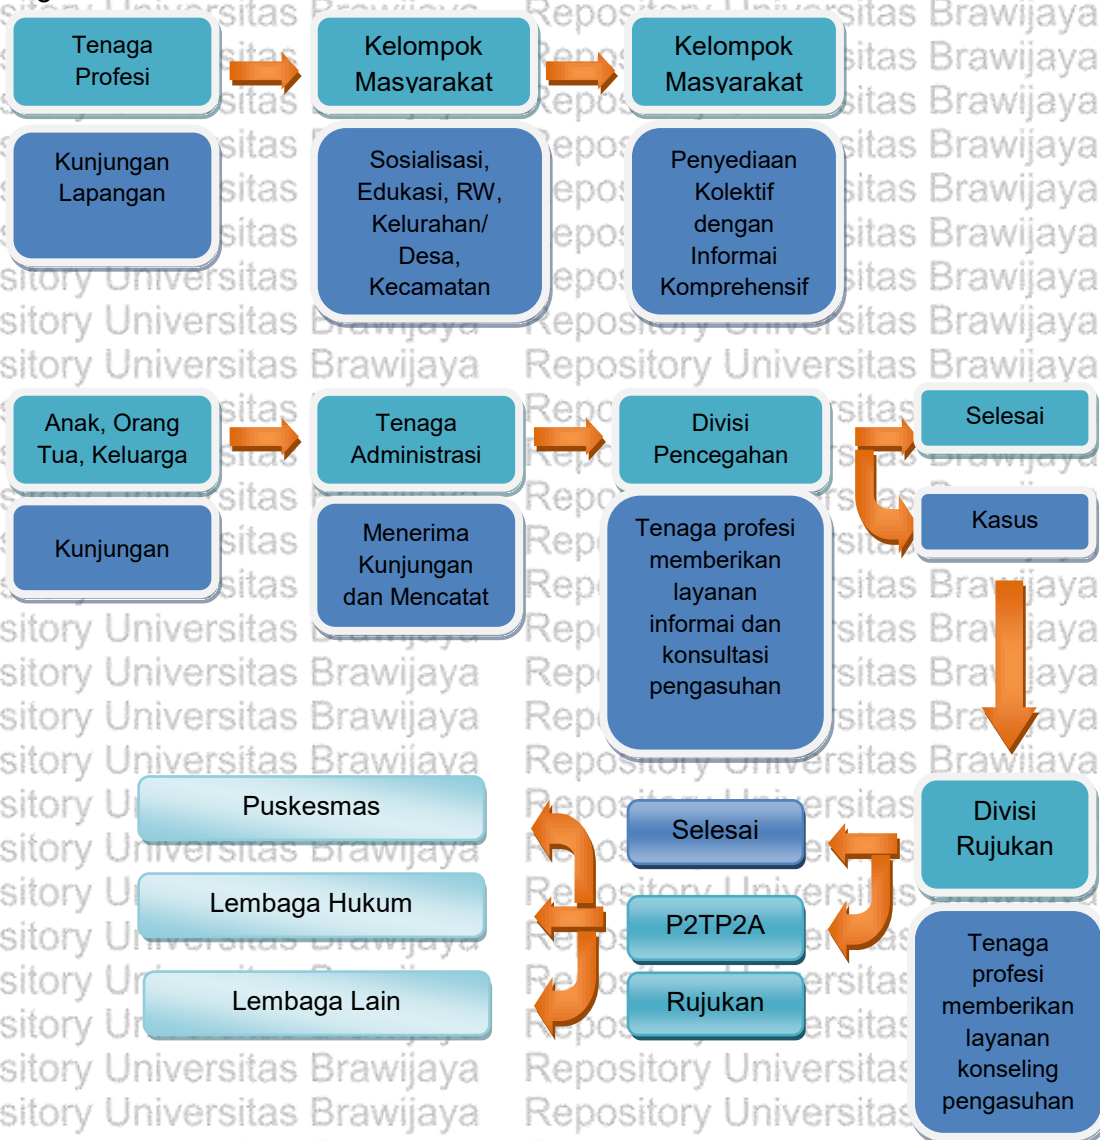 Tenaga
Profesi
Kelompok
Masyarakat
Kelompok
Masyarakat
Kunjungan
Lapangan
Sosialisasi,
Edukasi, RW,
Kelurahan/
Desa,
Kecamatan
Penyediaan
Kolektif
dengan
Informai
Komprehensif
Anak, Orang
Tua, Keluarga
Tenaga
Administrasi
Divisi
Pencegahan
Selesai
Kunjungan
Menerima
Kunjungan
dan Mencatat
Tenaga profesi
memberikan
layanan
informai dan
konsultasi
pengasuhan
Kasus
Divisi
Rujukan
Tenaga
profesi
memberikan
layanan
konseling
pengasuhan
Selesai
P2TP2A
Rujukan
Puskesmas
Lembaga Hukum
Lembaga Lain
Repository Universitas Brawijaya